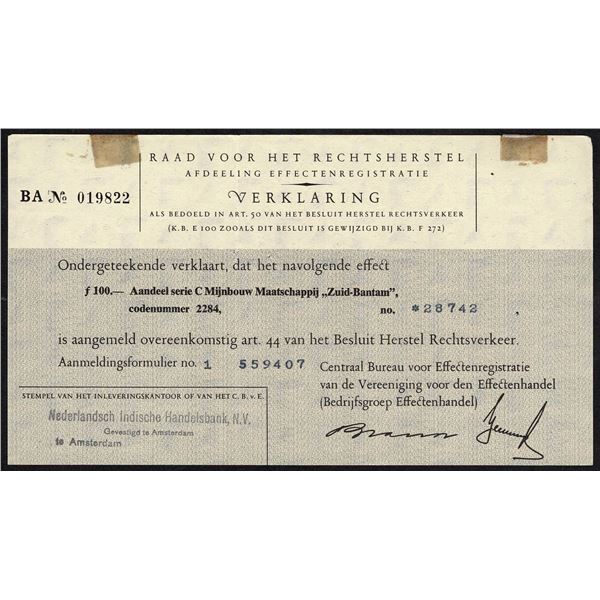 RAAD VOOR HET RECHTSHERSTEL
AFDEELING EFFECTENREGISTRATIE
BA No 019822
VERKLARING
ALS BEDOELD IN ART. 50 VAN HET BESLUIT HERSTEL RECHTSVERKEER
(K.B. E 100 ZOOALS DIT BESLUIT IS GEWIJZIGD BIJ K.B. F 272)
Ondergeteekende verklaart, dat het navolgende effect
ƒ 100.— Aandeel serie C Mijnbouw Maatschappij „Zuid-Bantam”,
codenummer 2284, no. *28742 ,
is aangemeld overeenkomstig art. 44 van het Besluit Herstel Rechtsverkeer.
Aanmeldingsformulier no. 1 559407
Centraal Bureau voor Effectenregistratie
van de Vereeniging voor den Effectenhandel
(Bedrijfsgroep Effectenhandel)
STEMPEL VAN HET INLEVERINGSKANTOOR OF VAN HET C. B. v. E.
Nederlandsch Indische Handelsbank, N.V.
Gevestigd te Amsterdam
te Amsterdam